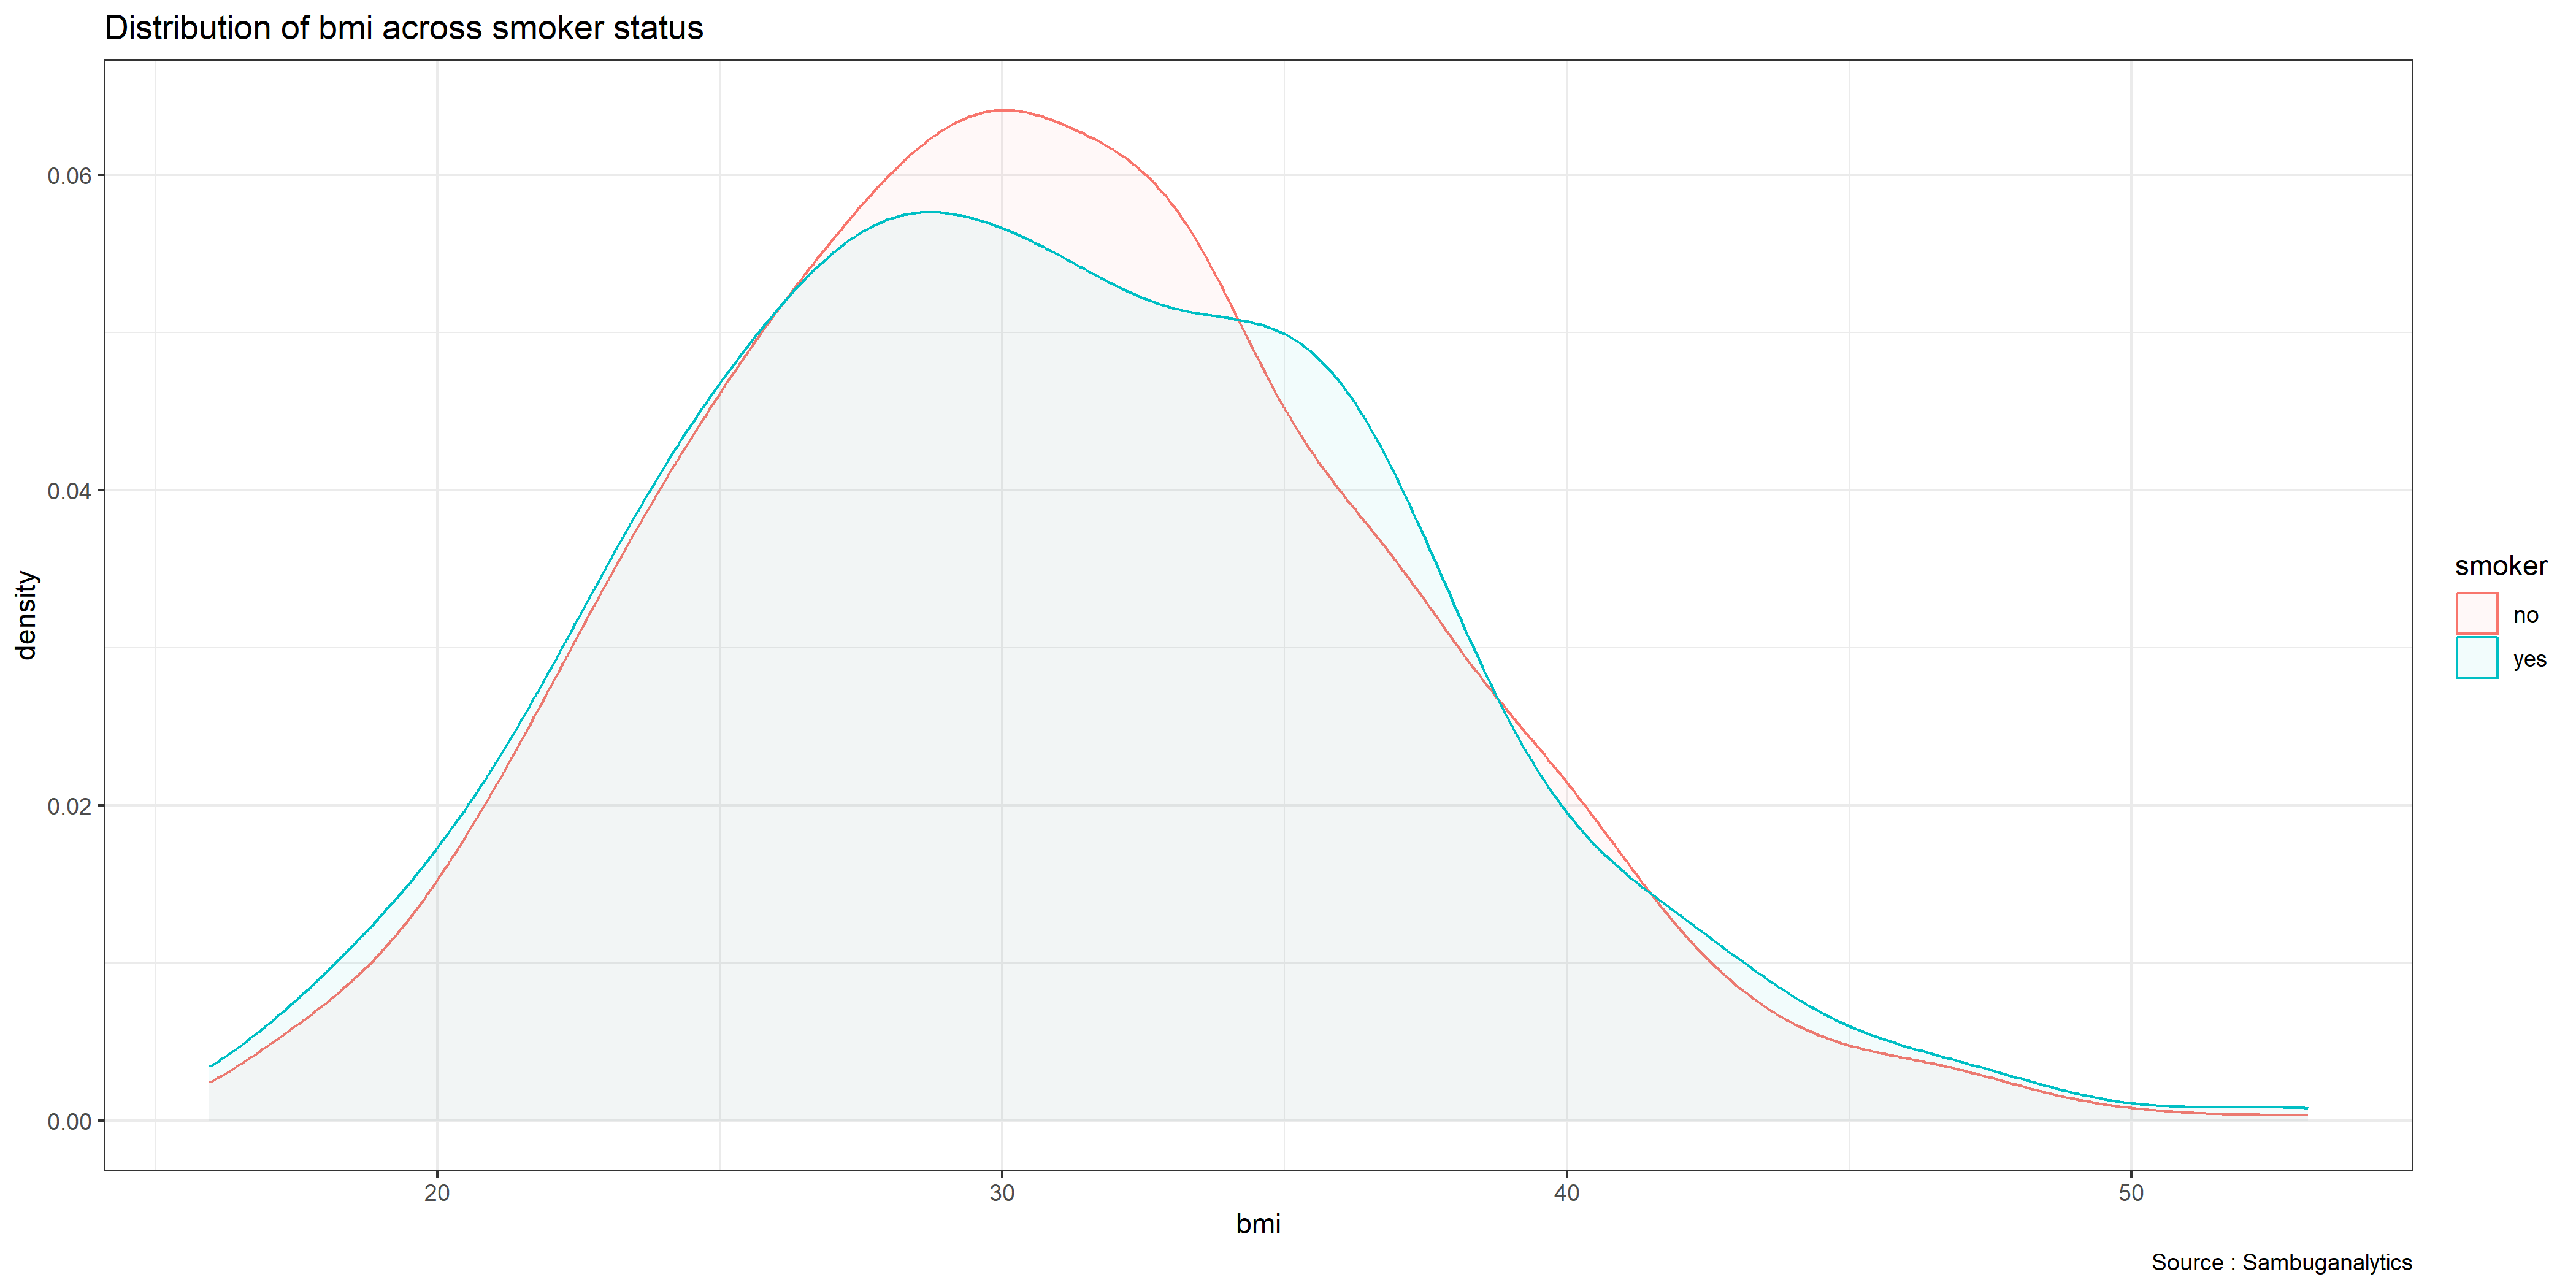 Distribution of bmi across smoker status
0.06
0.04
0.02
0.00
density
20 30 40 50
bmi
smoker
no
yes
Source : Sambuganalytics